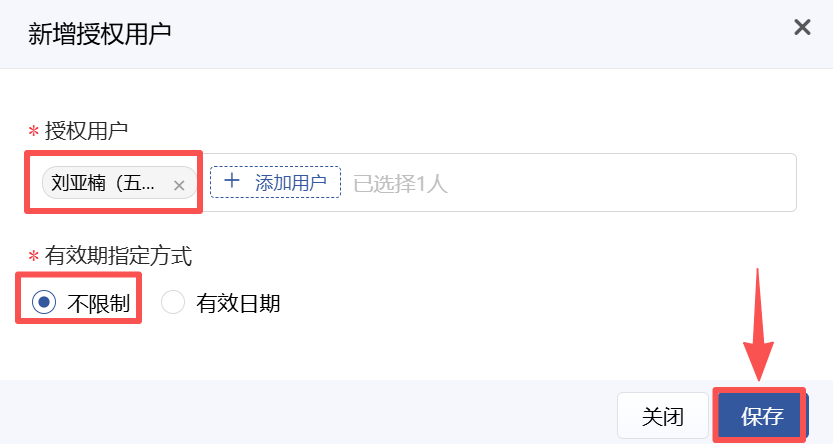 新增授权用户
* 授权用户
刘亚楠（五... × + 添加用户 已选择1人
* 有效期指定方式
不限制 有效日期
关闭 保存